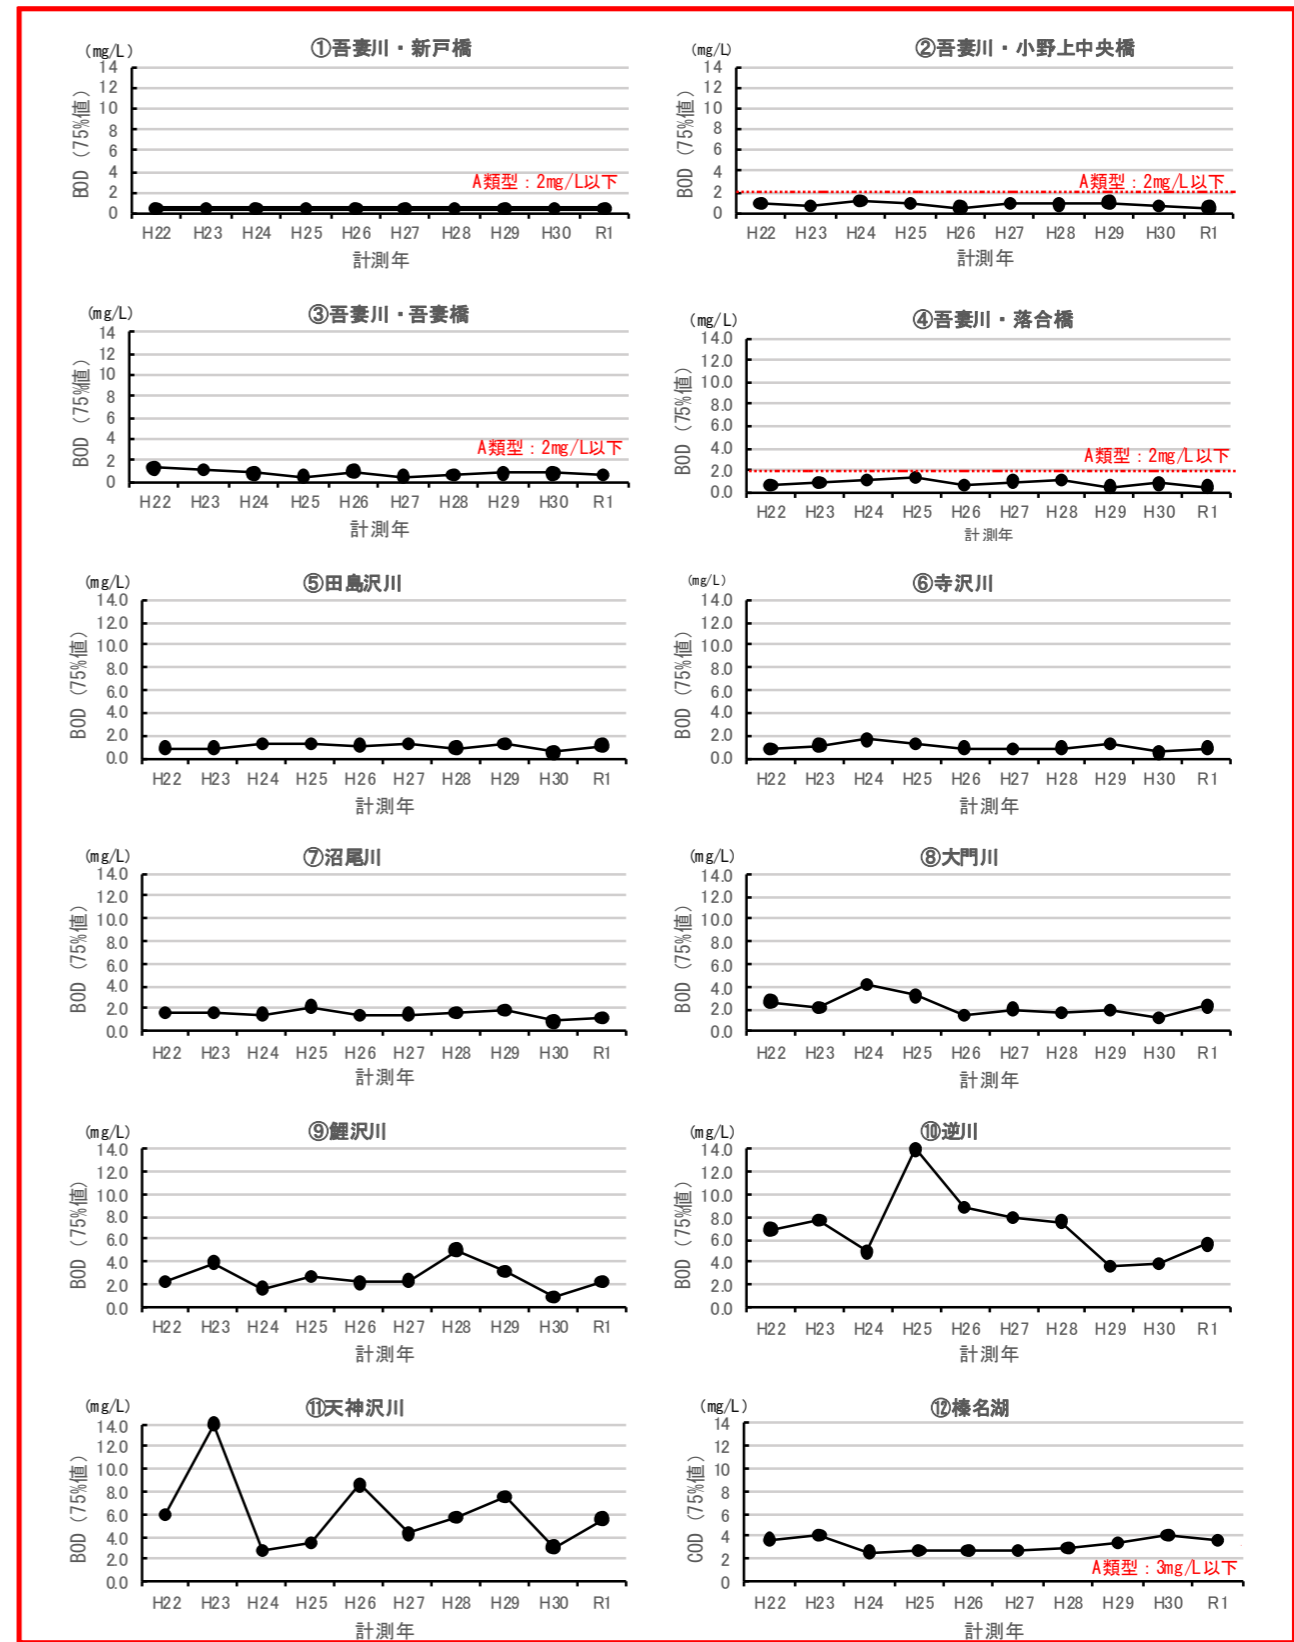 ①吾妻川・新戸橋
(mg/L)
BOD (75%値)
14
12
10
8
6
4
2
0
A類型：2mg/L以下
H22 H23 H24 H25 H26 H27 H28 H29 H30 R1
計測年
②吾妻川・小野上中央橋
(mg/L)
BOD (75%値)
14
12
10
8
6
4
2
0
A類型：2mg/L以下
H22 H23 H24 H25 H26 H27 H28 H29 H30 R1
計測年
③吾妻川・吾妻橋
(mg/L)
BOD (75%値)
14
12
10
8
6
4
2
0
A類型：2mg/L以下
H22 H23 H24 H25 H26 H27 H28 H29 H30 R1
計測年
④吾妻川・落合橋
(mg/L)
BOD (75%値)
14.0
12.0
10.0
8.0
6.0
4.0
2.0
0.0
A類型：2mg/L以下
H22 H23 H24 H25 H26 H27 H28 H29 H30 R1
計測年
⑤田島沢川
(mg/L)
BOD (75%値)
14.0
12.0
10.0
8.0
6.0
4.0
2.0
0.0
H22 H23 H24 H25 H26 H27 H28 H29 H30 R1
計測年
⑥寺沢川
(mg/L)
BOD (75%値)
14.0
12.0
10.0
8.0
6.0
4.0
2.0
0.0
H22 H23 H24 H25 H26 H27 H28 H29 H30 R1
計測年
⑦沼尾川
(mg/L)
BOD (75%値)
14.0
12.0
10.0
8.0
6.0
4.0
2.0
0.0
H22 H23 H24 H25 H26 H27 H28 H29 H30 R1
計測年
⑧大門川
(mg/L)
BOD (75%値)
14.0
12.0
10.0
8.0
6.0
4.0
2.0
0.0
H22 H23 H24 H25 H26 H27 H28 H29 H30 R1
計測年
⑨鯉沢川
(mg/L)
BOD (75%値)
14.0
12.0
10.0
8.0
6.0
4.0
2.0
0.0
H22 H23 H24 H25 H26 H27 H28 H29 H30 R1
計測年
⑩逆川
(mg/L)
BOD (75%値)
14.0
12.0
10.0
8.0
6.0
4.0
2.0
0.0
H22 H23 H24 H25 H26 H27 H28 H29 H30 R1
計測年
⑪天神沢川
(mg/L)
BOD (75%値)
14.0
12.0
10.0
8.0
6.0
4.0
2.0
0.0
H22 H23 H24 H25 H26 H27 H28 H29 H30 R1
計測年
⑫榛名湖
(mg/L)
COD (75%値)
14
12
10
8
6
4
2
0
A類型：3mg/L以下
H22 H23 H24 H25 H26 H27 H28 H29 H30 R1
計測年